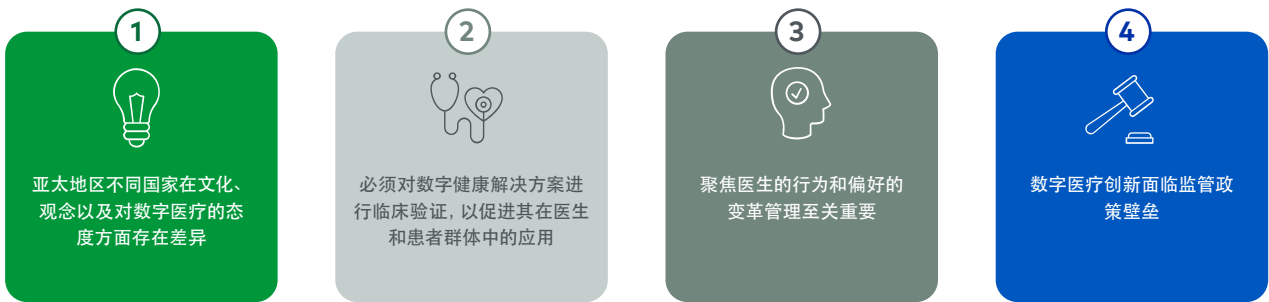 1
亚太地区不同国家在文化、
观念以及对数字医疗的态
度方面存在差异
2
必须对数字健康解决方案进
行临床验证，以促进其在医生
和患者群体中的应用
3
聚焦医生的行为和偏好的
变革管理至关重要
4
数字医疗创新面临监管政
策壁垒